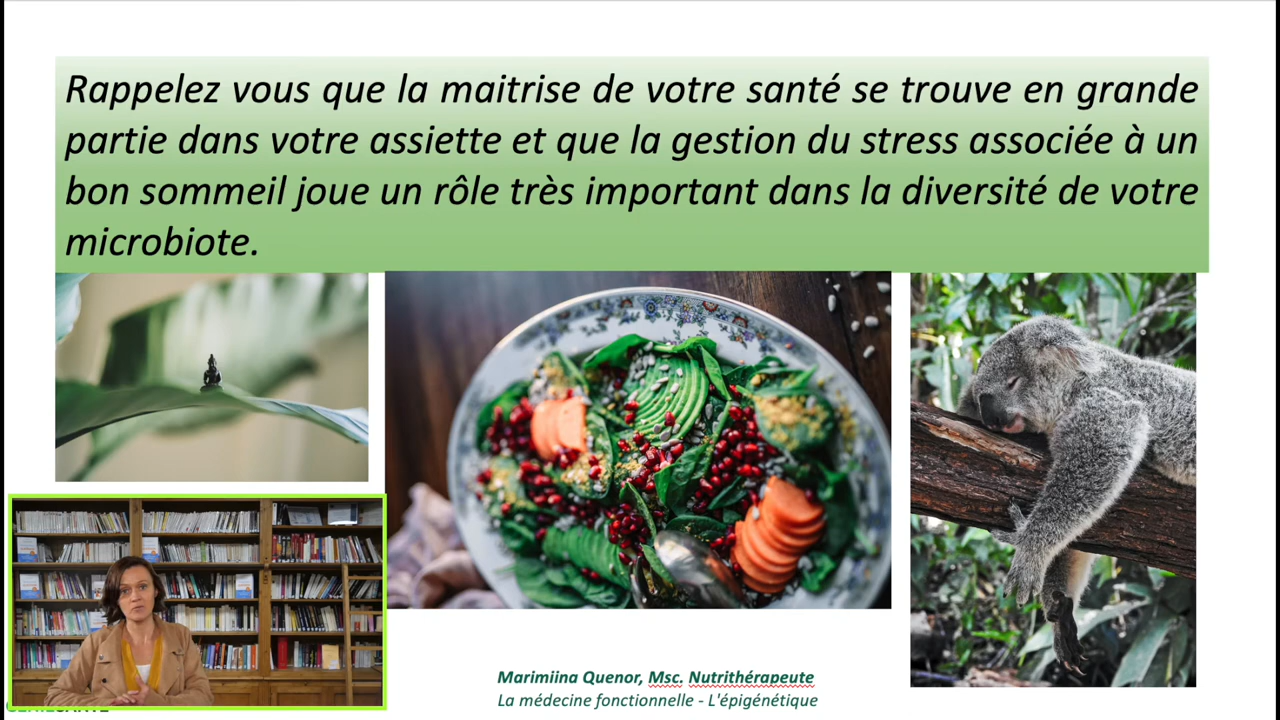 Rappelez vous que la maitrise de votre santé se trouve en grande
partie dans votre assiette et que la gestion du stress associée à un
bon sommeil joue un rôle très important dans la diversité de votre
microbiote.
Marimiina Quenor, Msc. Nutrithérapeute
La médecine fonctionnelle - L'épigénétique